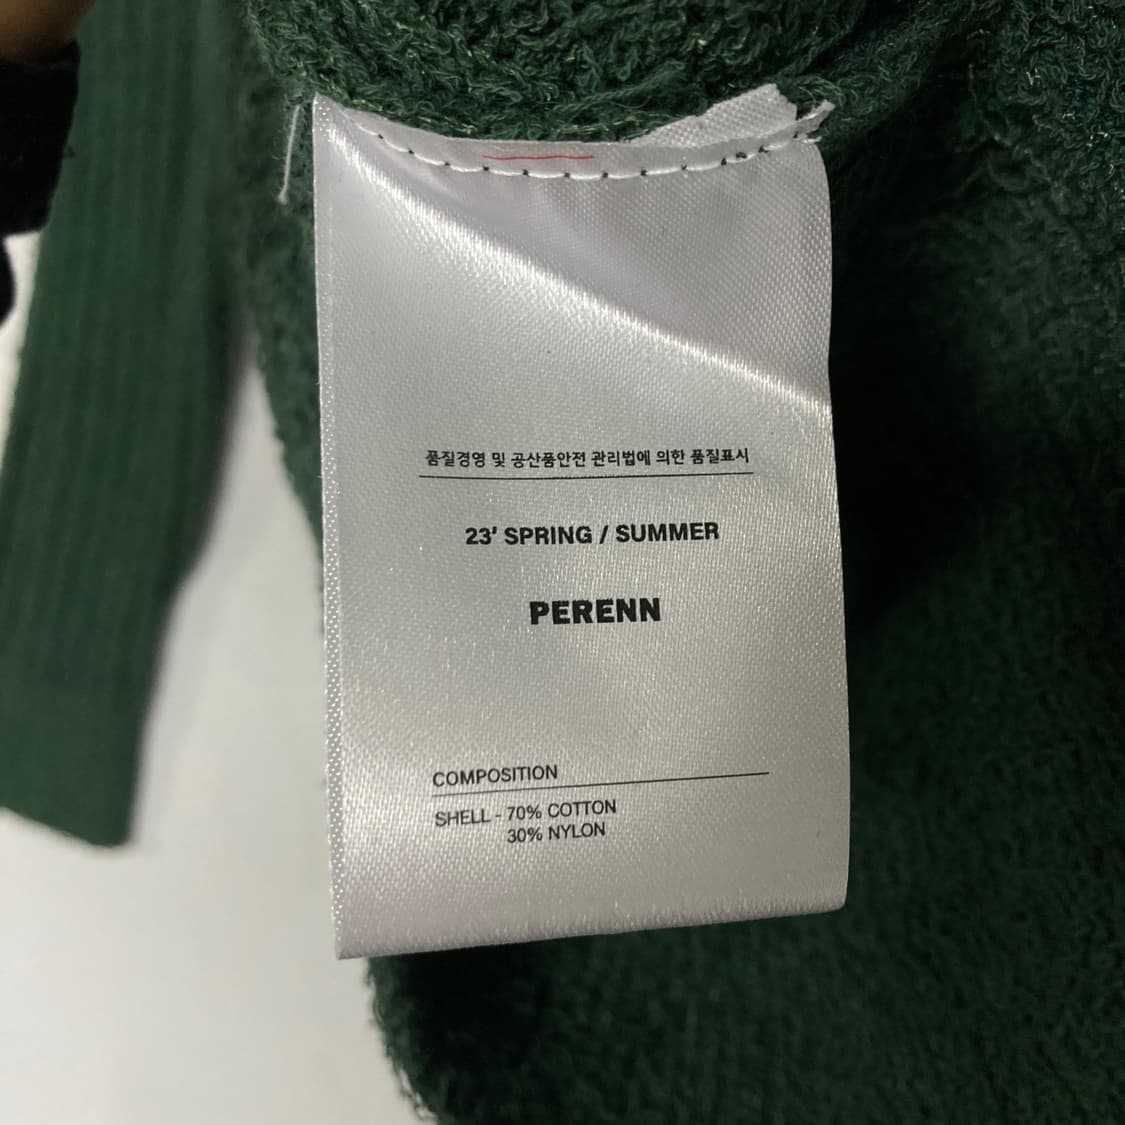 품질경영 및 공산품안전 관리법에 의한 품질표시
23' SPRING / SUMMER
PERENN
COMPOSITION
SHELL - 70% COTTON
30% NYLON